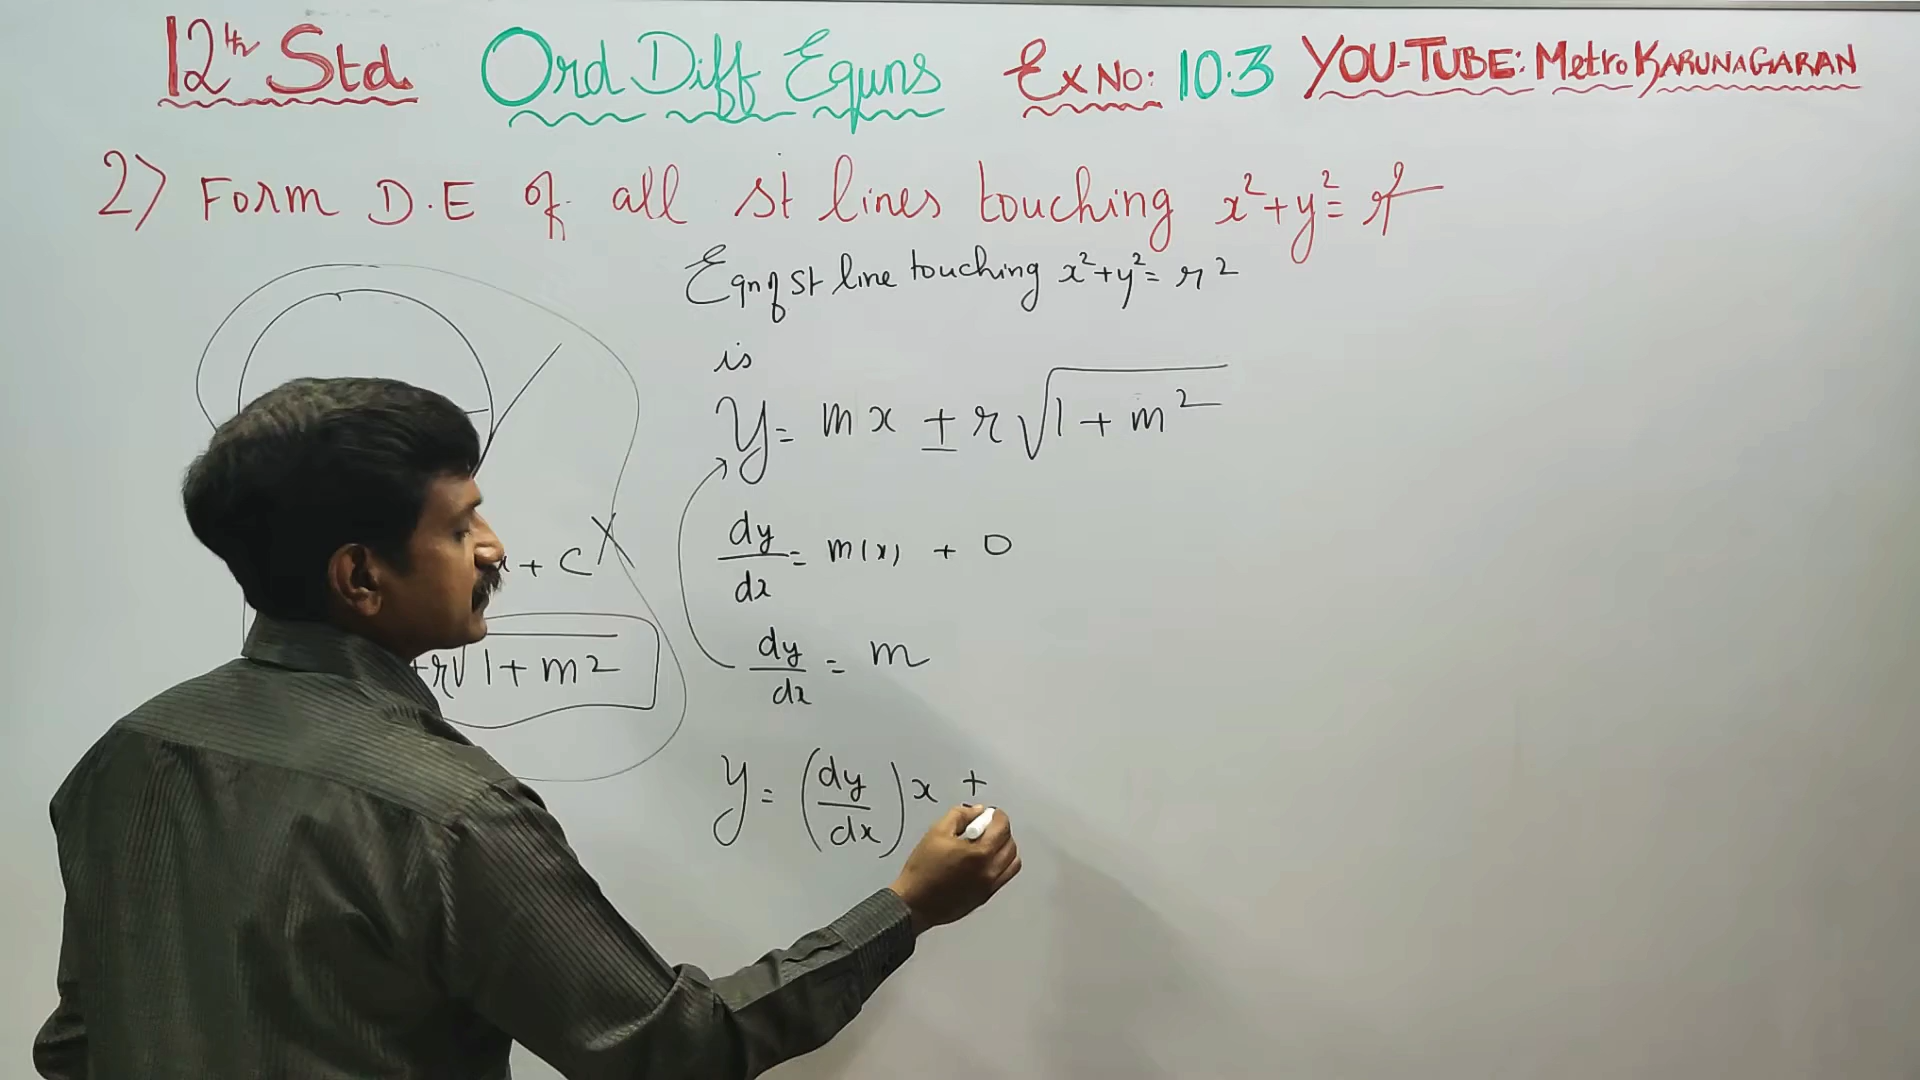 12th Std Ord Diff Equns Ex No: 10.3 YOU-TUBE: Metro KARUNAGARAN
2) Form D.E of all st lines touching x²+y²= r²
Eqn of st line touching x²+y²= r²
is
y = mx ± r√(1+m²)
dy/dx = m(1) + 0
x + c
dy/dx = m
+r√(1+m²)
y = (dy/dx)x ±